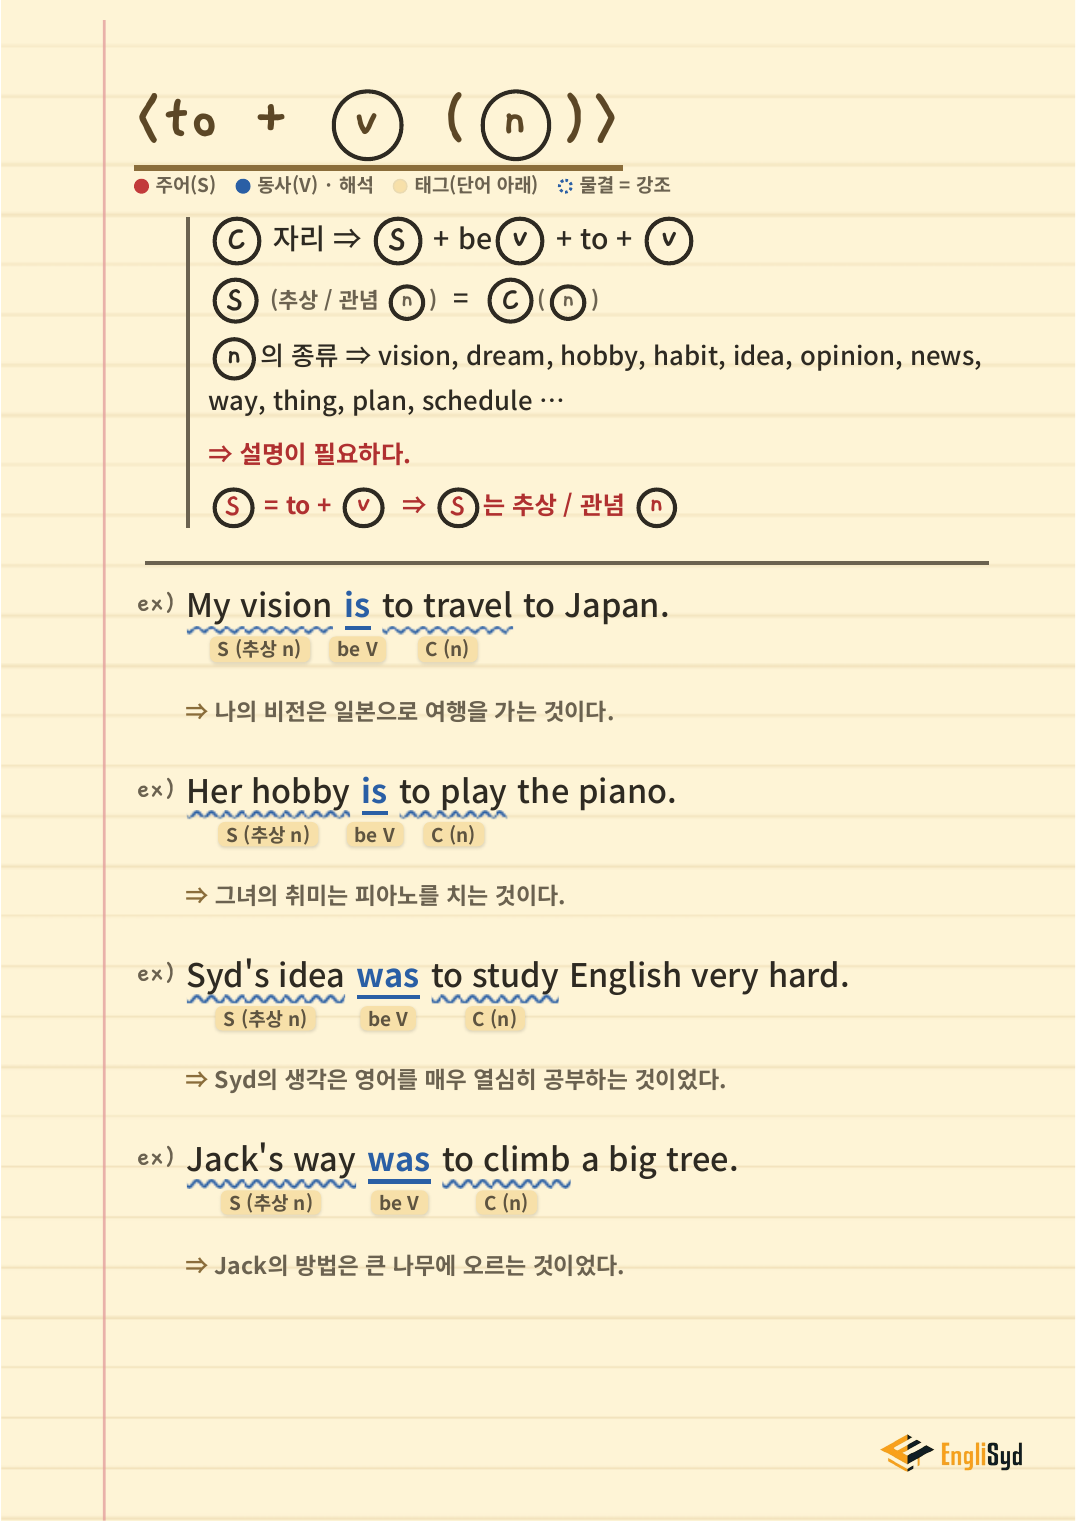 <to + v (n)>
주어(S) 동사(V) · 해석 태그(단어 아래) 물결 = 강조
C 자리 ⇒ S + be v + to + v
S (추상 / 관념 n) = C (n)
n의 종류 ⇒ vision, dream, hobby, habit, idea, opinion, news,
way, thing, plan, schedule ···
⇒ 설명이 필요하다.
S = to + v ⇒ S는 추상 / 관념 n
ex) My vision is to travel to Japan.
S (추상 n) be V C (n)
⇒ 나의 비전은 일본으로 여행을 가는 것이다.
ex) Her hobby is to play the piano.
S (추상 n) be V C (n)
⇒ 그녀의 취미는 피아노를 치는 것이다.
ex) Syd's idea was to study English very hard.
S (추상 n) be V C (n)
⇒ Syd의 생각은 영어를 매우 열심히 공부하는 것이었다.
ex) Jack's way was to climb a big tree.
S (추상 n) be V C (n)
⇒ Jack의 방법은 큰 나무에 오르는 것이었다.
EngliSyd